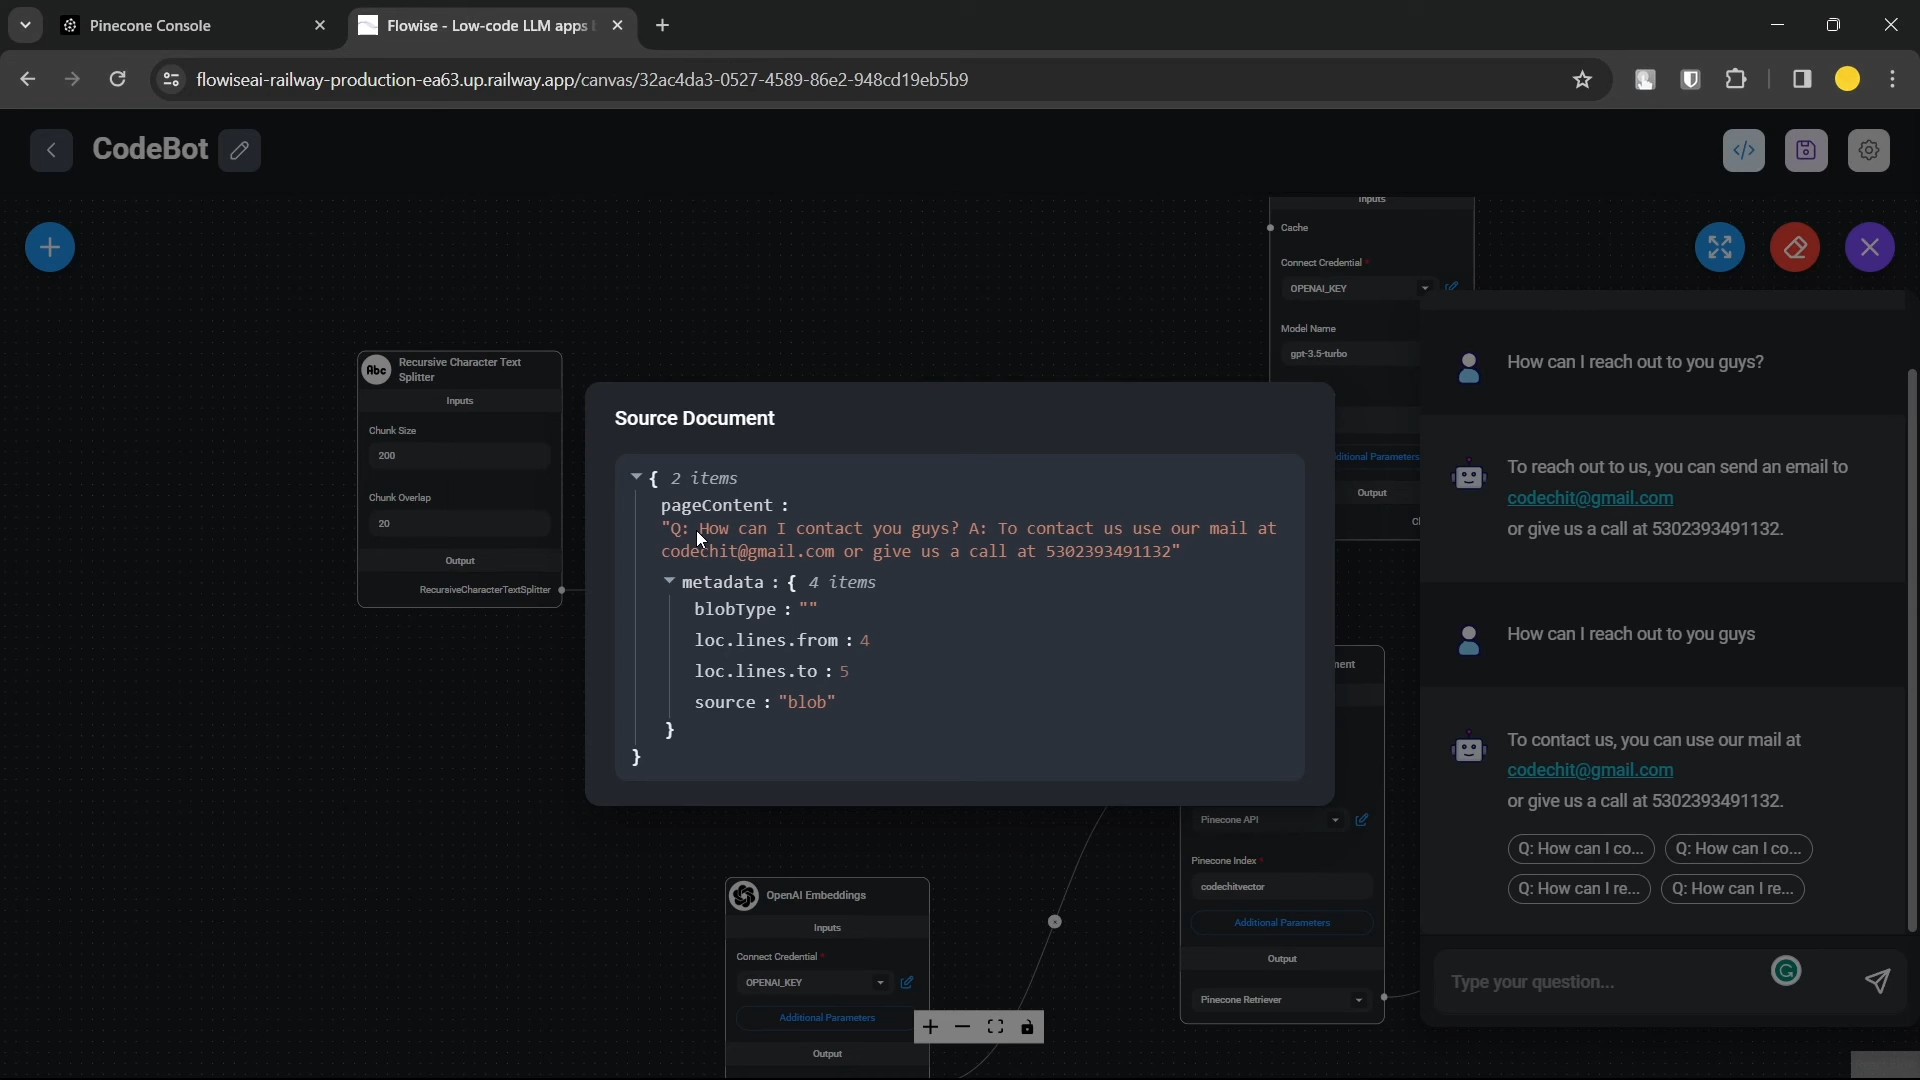 Pinecone Console
Flowise - Low-code LLM apps
flowiseai-railway-production-ea63.up.railway.app/canvas/32ac4da3-0527-4589-86e2-948cd19eb5b9
CodeBot
Inputs
Cache
Connect Credential *
OPENAI_KEY
Model Name
gpt-3.5-turbo
Additional Parameters
Output
Abc
Recursive Character Text
Splitter
Inputs
Chunk Size
200
Chunk Overlap
20
Output
RecursiveCharacterTextSplitter
Source Document
{ 2 items
pageContent :
"Q: How can I contact you guys? A: To contact us use our mail at
codechit@gmail.com or give us a call at 5302393491132"
metadata : { 4 items
blobType : ""
loc.lines.from : 4
loc.lines.to : 5
source : "blob"
}
}
Pinecone API
Pinecone Index *
codechitvector
Additional Parameters
Output
Pinecone Retriever
OpenAI Embeddings
Inputs
Connect Credential *
OPENAI_KEY
Additional Parameters
Output
How can I reach out to you guys?
To reach out to us, you can send an email to
codechit@gmail.com
or give us a call at 5302393491132.
How can I reach out to you guys
To contact us, you can use our mail at
codechit@gmail.com
or give us a call at 5302393491132.
Q: How can I co... Q: How can I co...
Q: How can I re... Q: How can I re...
Type your question...